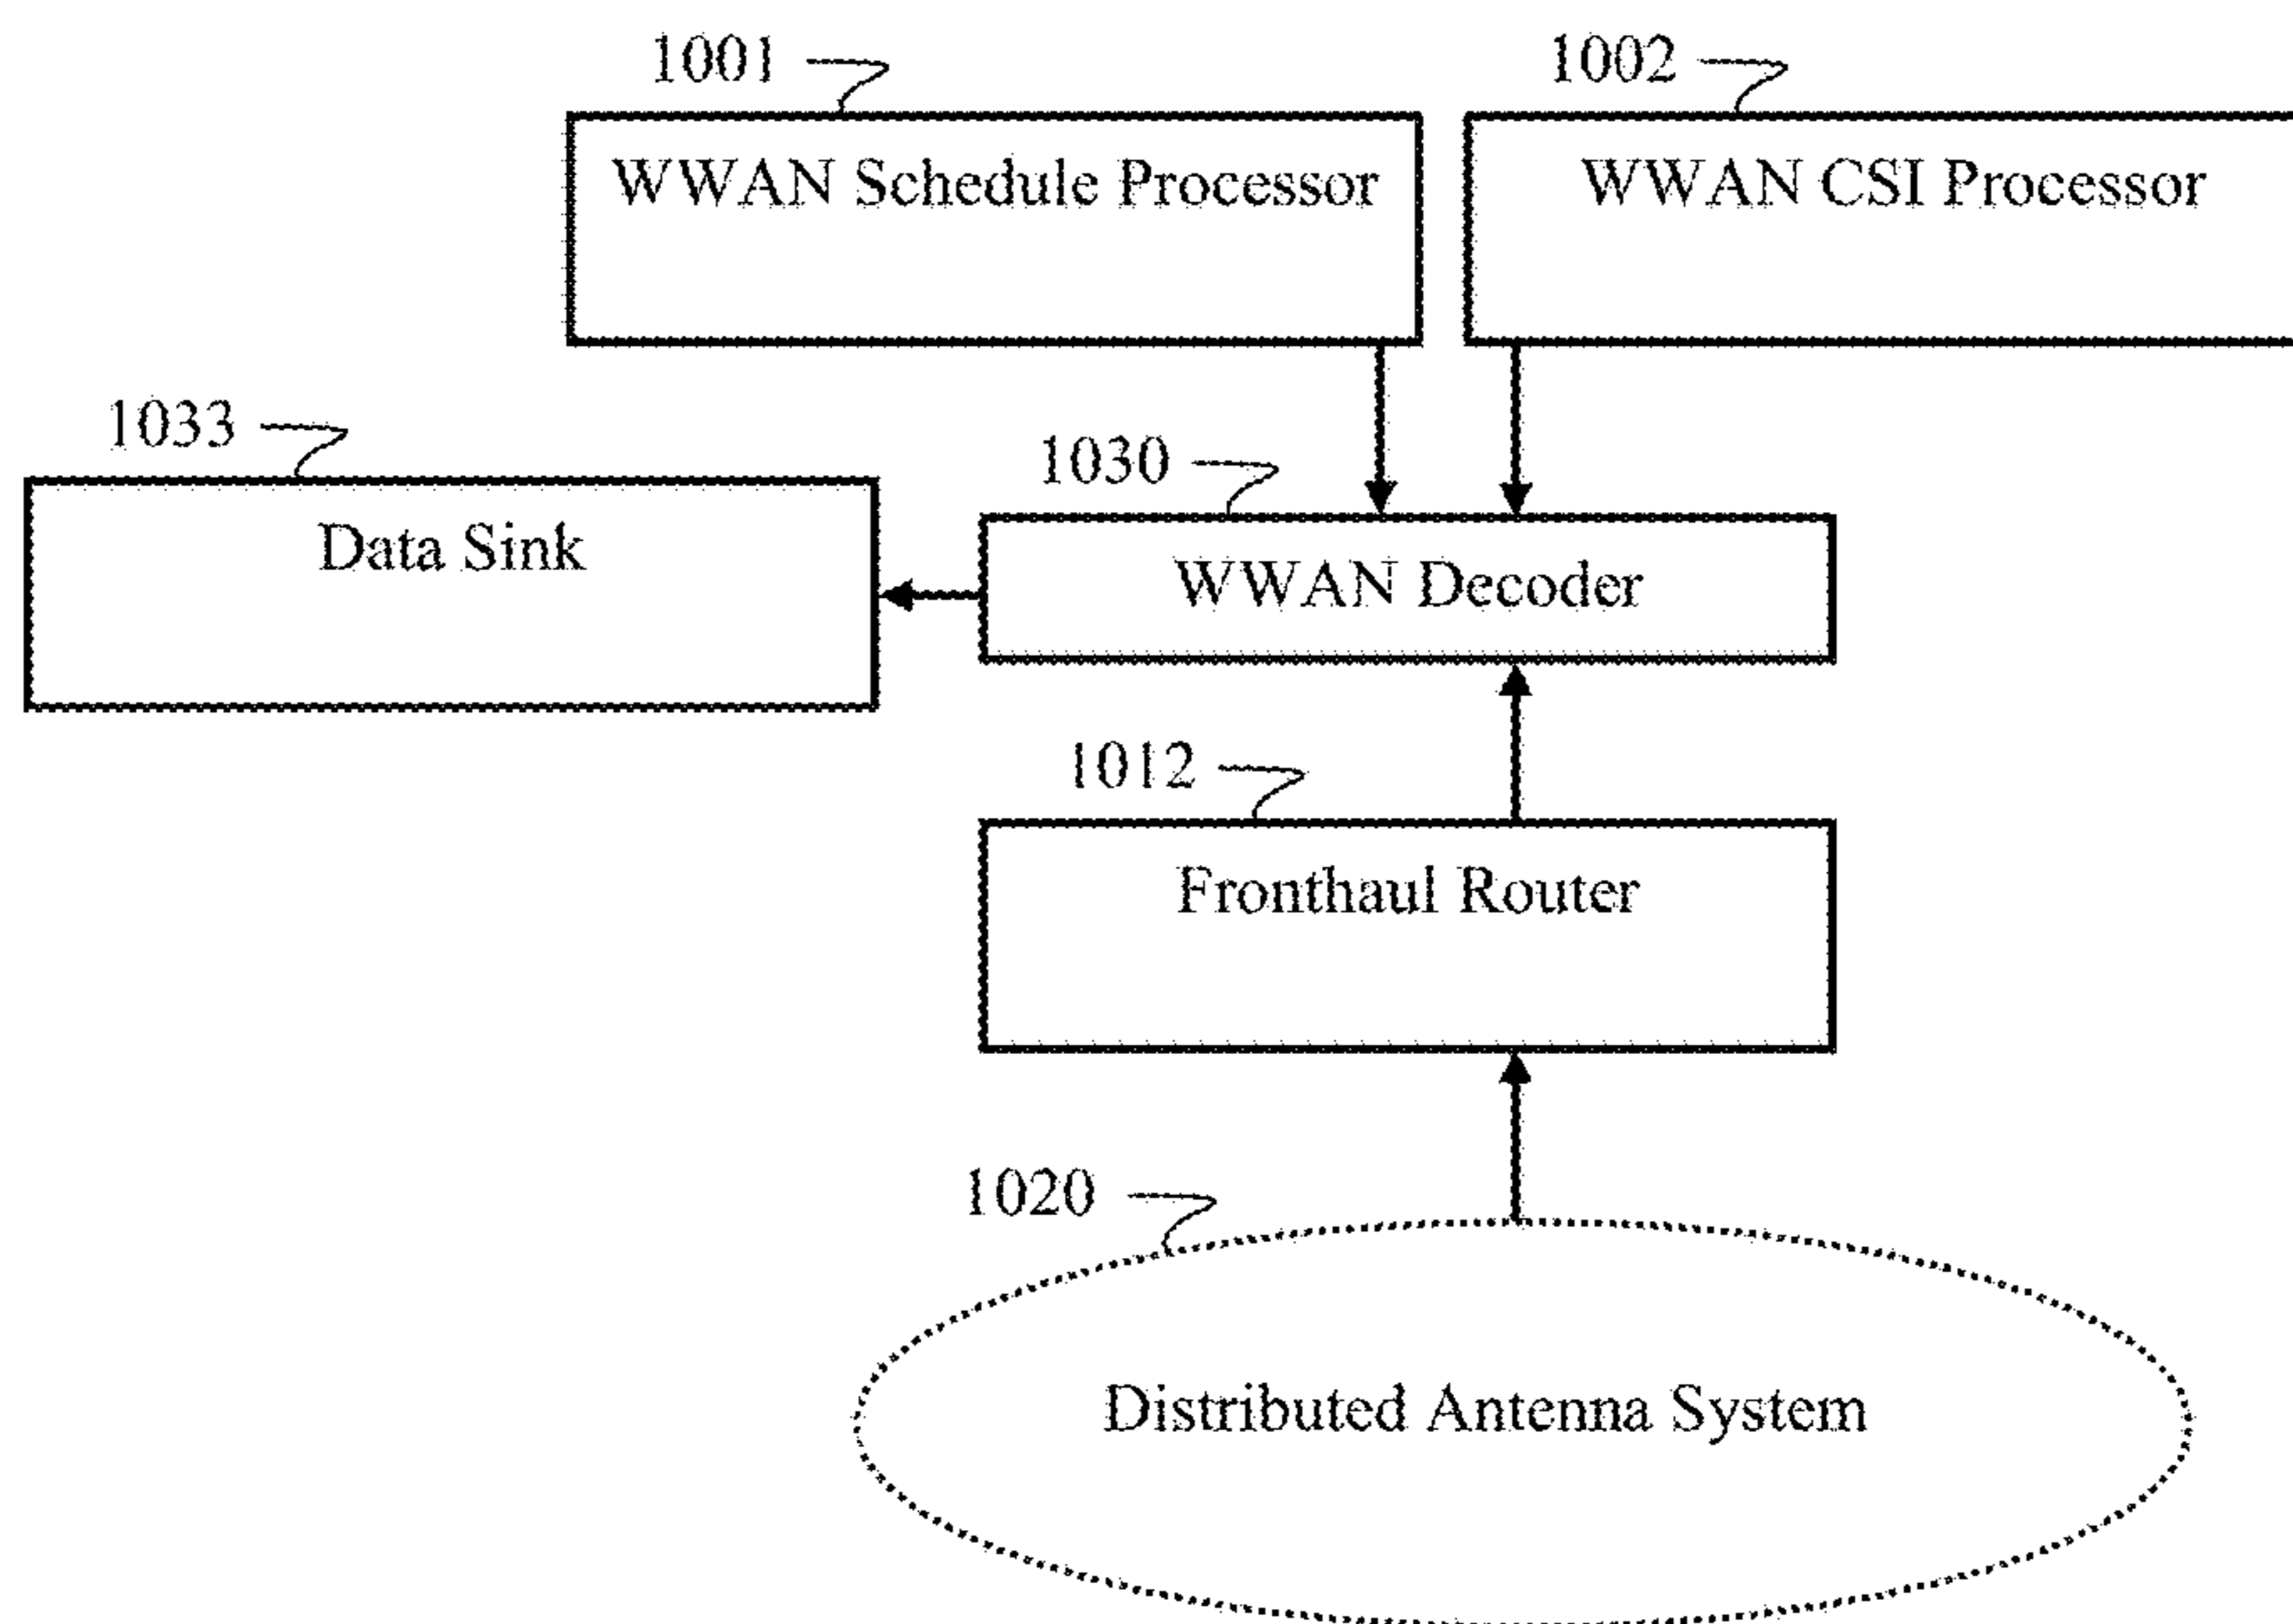 1001
1002
WWAN Schedule Processor
WWAN CSI Processor
1033
1030
Data Sink
WWAN Decoder
1012
Fronthaul Router
1020
Distributed Antenna System